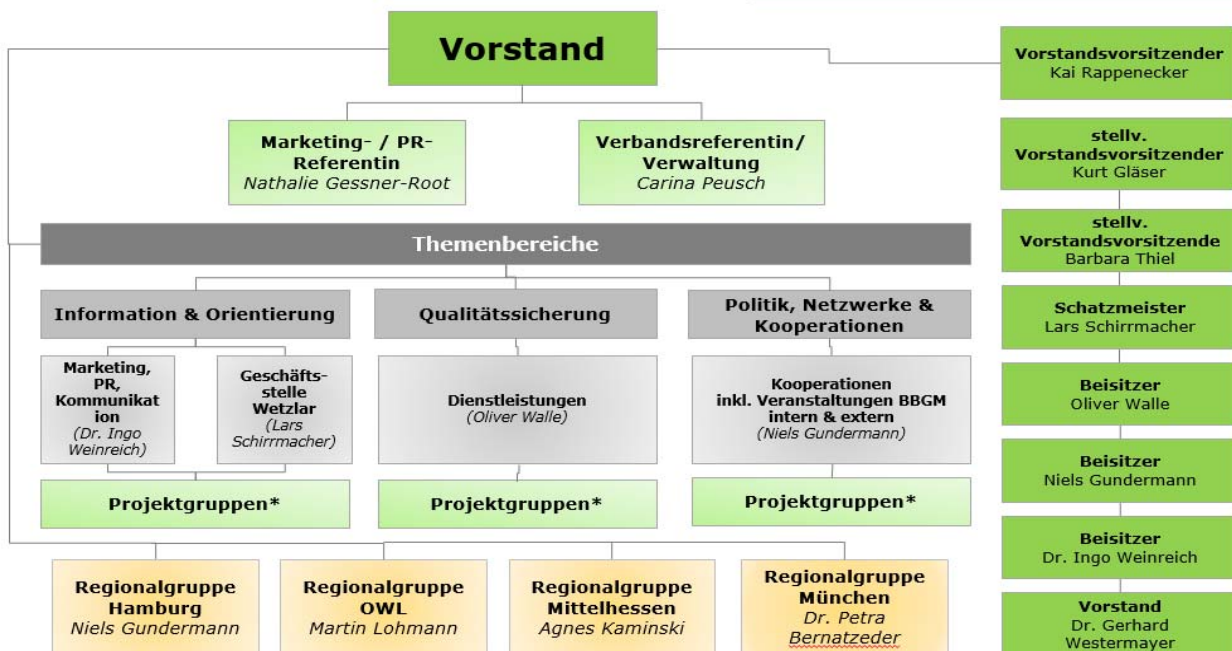 Vorstand
Marketing- / PR-
Referentin
Nathalie Gessner-Root
Verbandsreferentin/
Verwaltung
Carina Peusch
Themenbereiche
Information & Orientierung
Marketing,
PR,
Kommunikat
ion
(Dr. Ingo
Weinreich)
Geschäfts-
stelle
Wetzlar
(Lars
Schirrmacher)
Projektgruppen*
Qualitätssicherung
Dienstleistungen
(Oliver Walle)
Projektgruppen*
Politik, Netzwerke &
Kooperationen
Kooperationen
inkl. Veranstaltungen BBGM
intern & extern
(Niels Gundermann)
Projektgruppen*
Regionalgruppe
Hamburg
Niels Gundermann
Regionalgruppe
OWL
Martin Lohmann
Regionalgruppe
Mittelhessen
Agnes Kaminski
Regionalgruppe
München
Dr. Petra
Bernatzeder
Vorstandsvorsitzender
Kai Rappenecker
stellv.
Vorstandsvorsitzender
Kurt Gläser
stellv.
Vorstandsvorsitzende
Barbara Thiel
Schatzmeister
Lars Schirrmacher
Beisitzer
Oliver Walle
Beisitzer
Niels Gundermann
Beisitzer
Dr. Ingo Weinreich
Vorstand
Dr. Gerhard
Westermayer